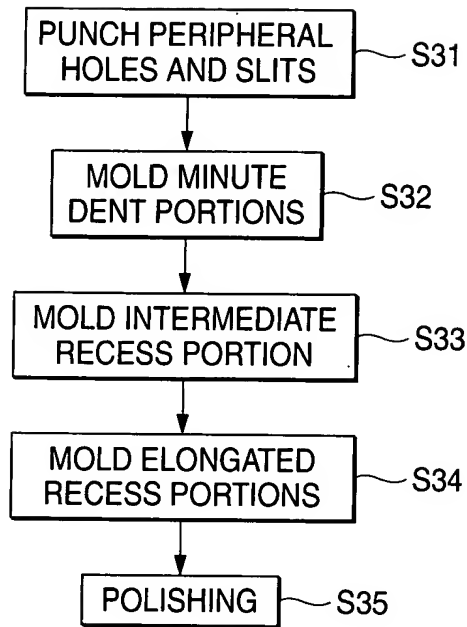 PUNCH PERIPHERAL
HOLES AND SLITS
S31
MOLD MINUTE
DENT PORTIONS
S32
MOLD INTERMEDIATE
RECESS PORTION
S33
MOLD ELONGATED
RECESS PORTIONS
S34
POLISHING
S35